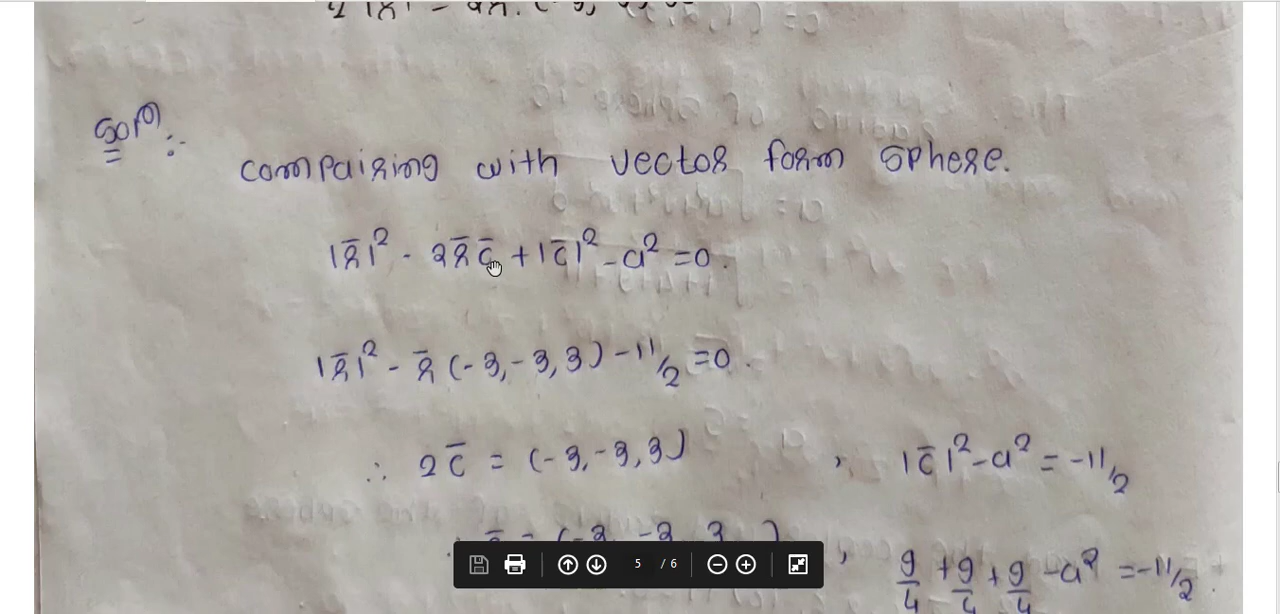 Solⁿ:-
Compairing with vector form sphere.
|r̄|² - 2r̄c̄ + |c̄|² - a² = 0.
|r̄|² - r̄ (-3, -3, 3) - 11/2 = 0.
∴ 2c̄ = (-3, -3, 3) , |c̄|² - a² = -11/2
, 9/4 + 9/4 + 9/4 - a² = -11/2.
5 / 6